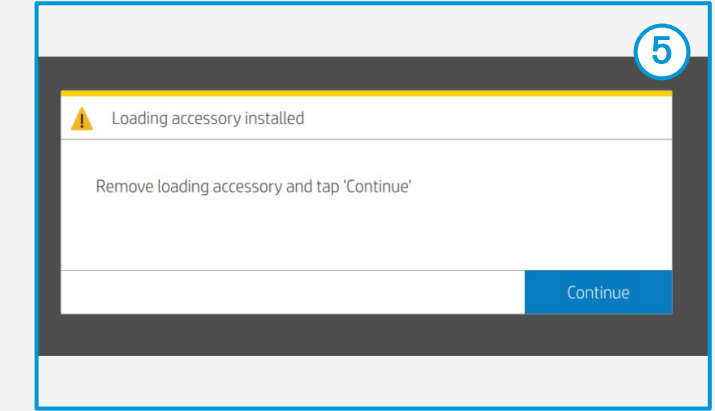 5
Loading accessory installed
Remove loading accessory and tap 'Continue'
Continue